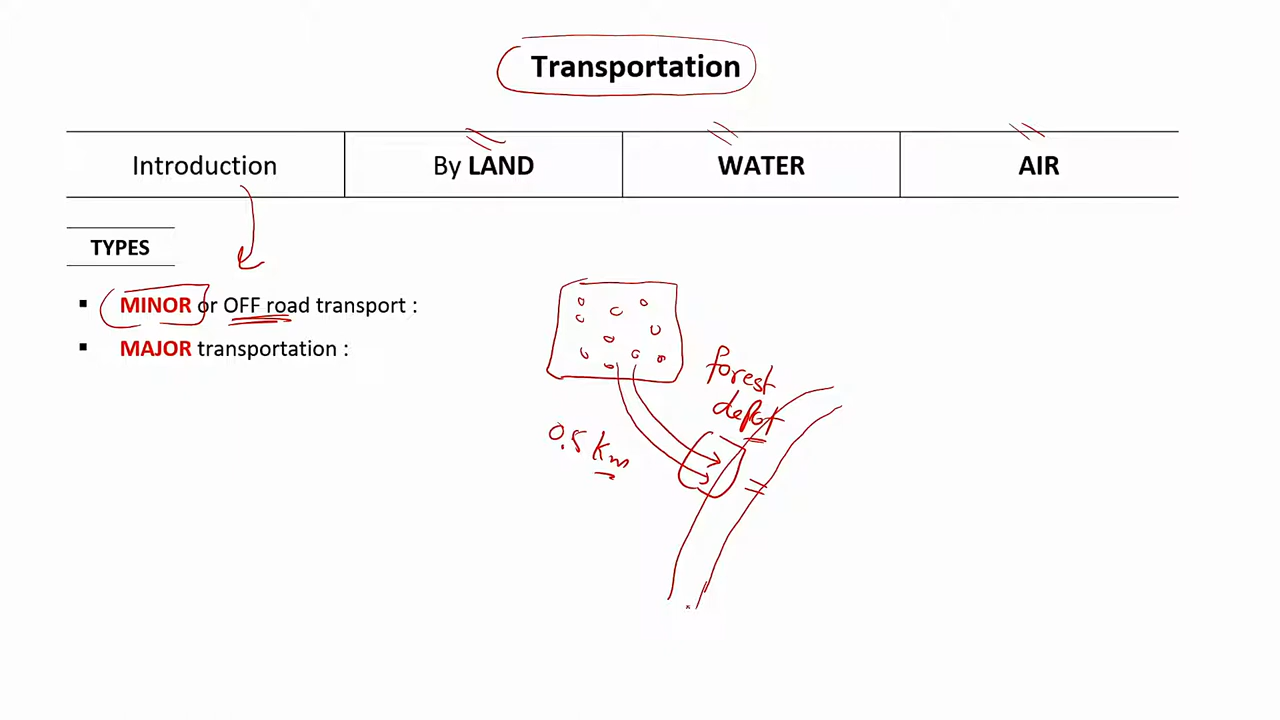 Transportation
Introduction
By LAND
WATER
AIR
TYPES
▪ MINOR or OFF road transport :
▪ MAJOR transportation :
forest
depot
0.5 km